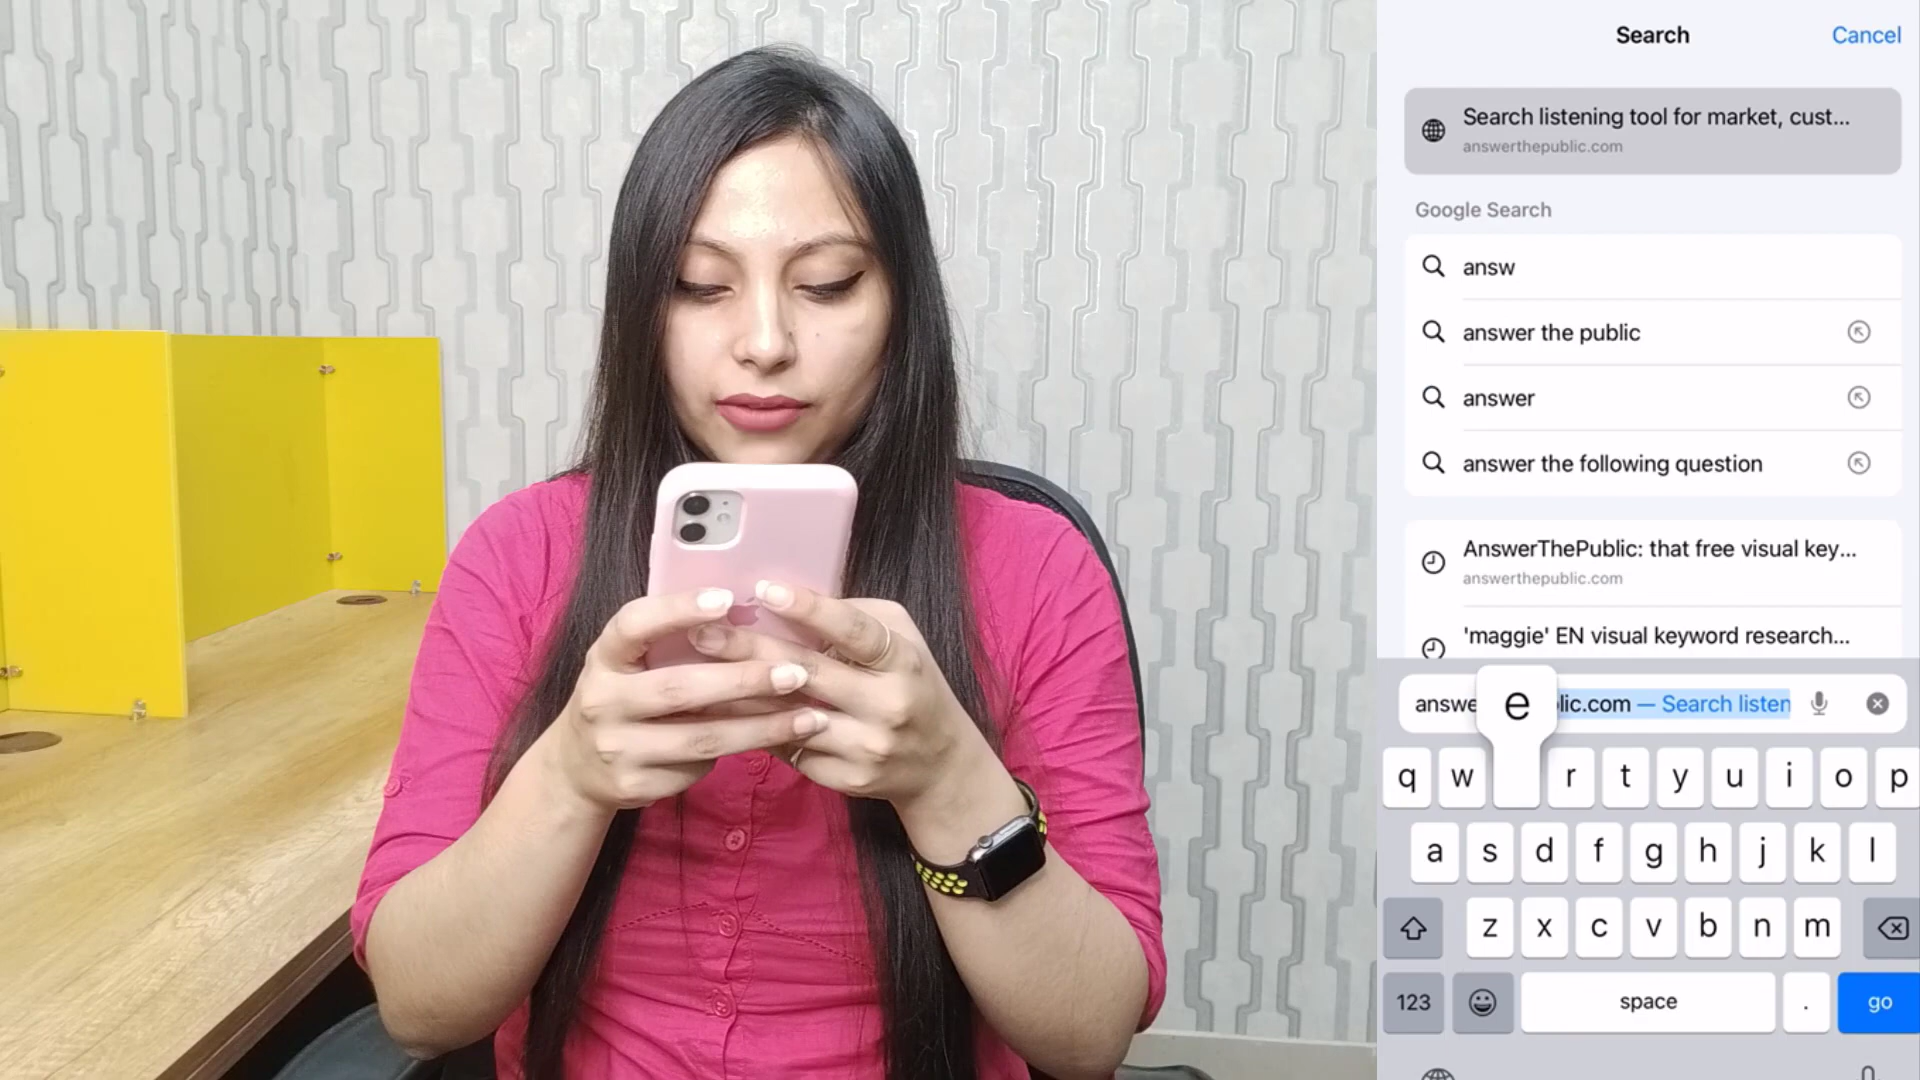 Search
Cancel
Search listening tool for market, cust...
answerthepublic.com
Google Search
answ
answer the public
answer
answer the following question
AnswerThePublic: that free visual key...
answerthepublic.com
'maggie' EN visual keyword research...
answe
e
lic.com — Search listen
q w r t y u i o p
a s d f g h j k l
z x c v b n m
123 space . go